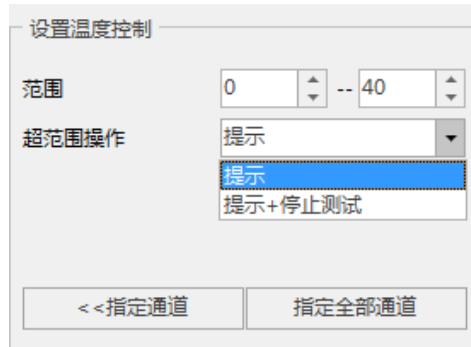 设置温度控制
范围 0 -- 40
超范围操作 提示
提示
提示+停止测试
<<指定通道 指定全部通道